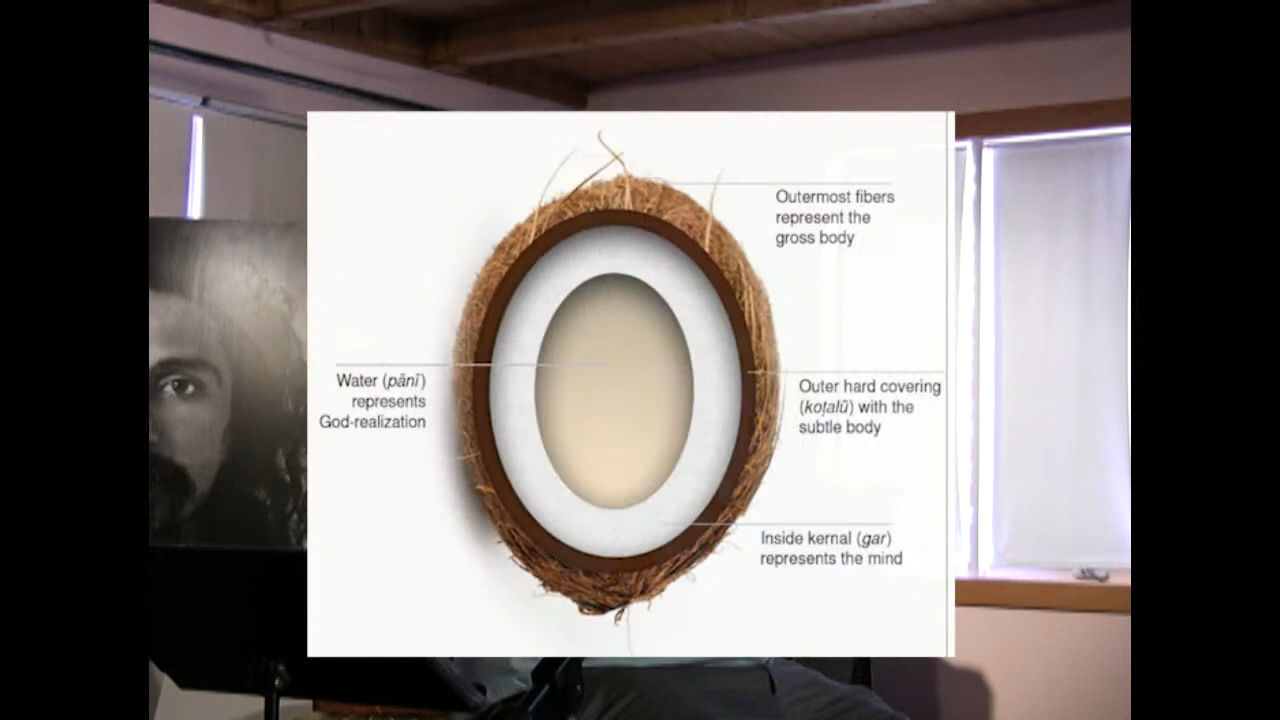 Outermost fibers
represent the
gross body
Water (pānī)
represents
God-realization
Outer hard covering
(koṭalũ) with the
subtle body
Inside kernal (gar)
represents the mind